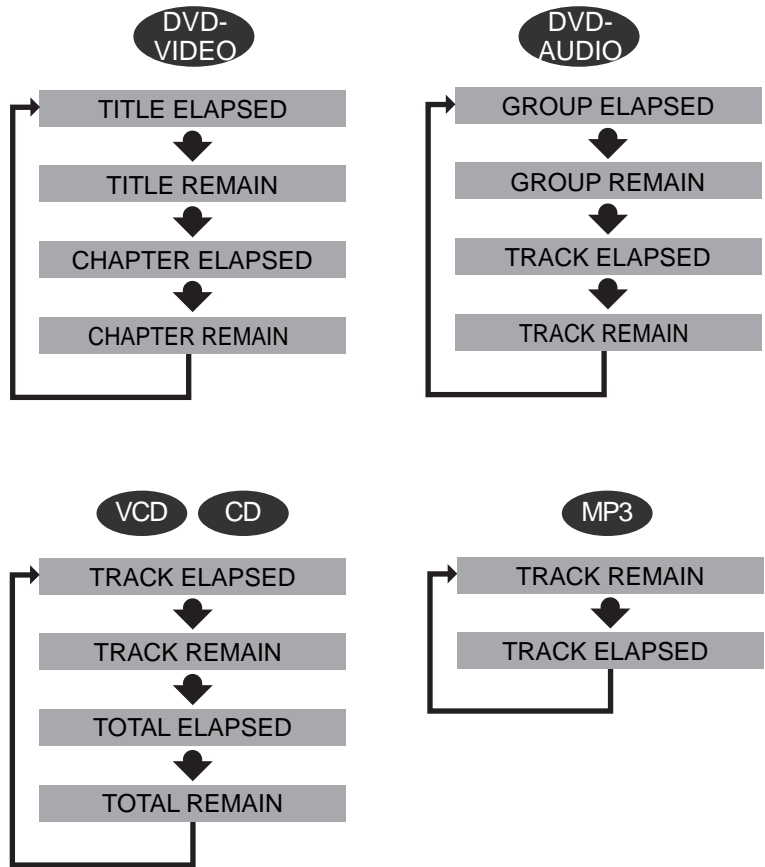 DVD-
VIDEO
TITLE ELAPSED
TITLE REMAIN
CHAPTER ELAPSED
CHAPTER REMAIN
DVD-
AUDIO
GROUP ELAPSED
GROUP REMAIN
TRACK ELAPSED
TRACK REMAIN
VCD CD
TRACK ELAPSED
TRACK REMAIN
TOTAL ELAPSED
TOTAL REMAIN
MP3
TRACK REMAIN
TRACK ELAPSED